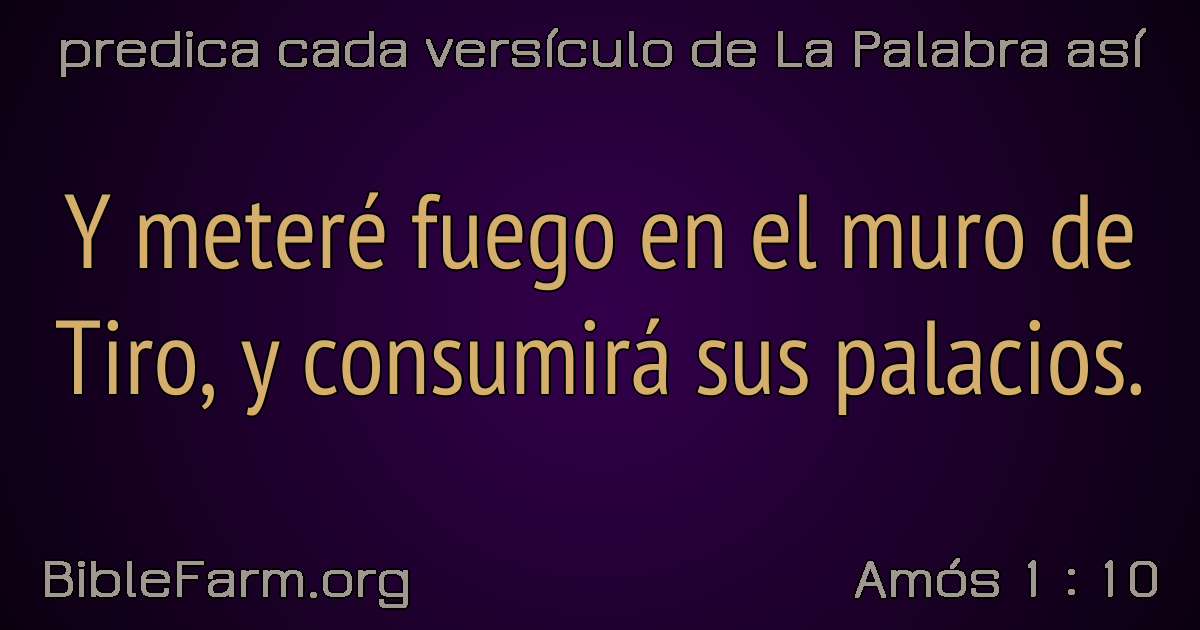 predica cada versículo de La Palabra así
Y meteré fuego en el muro de
Tiro, y consumirá sus palacios.
BibleFarm.org
Amós 1 : 10